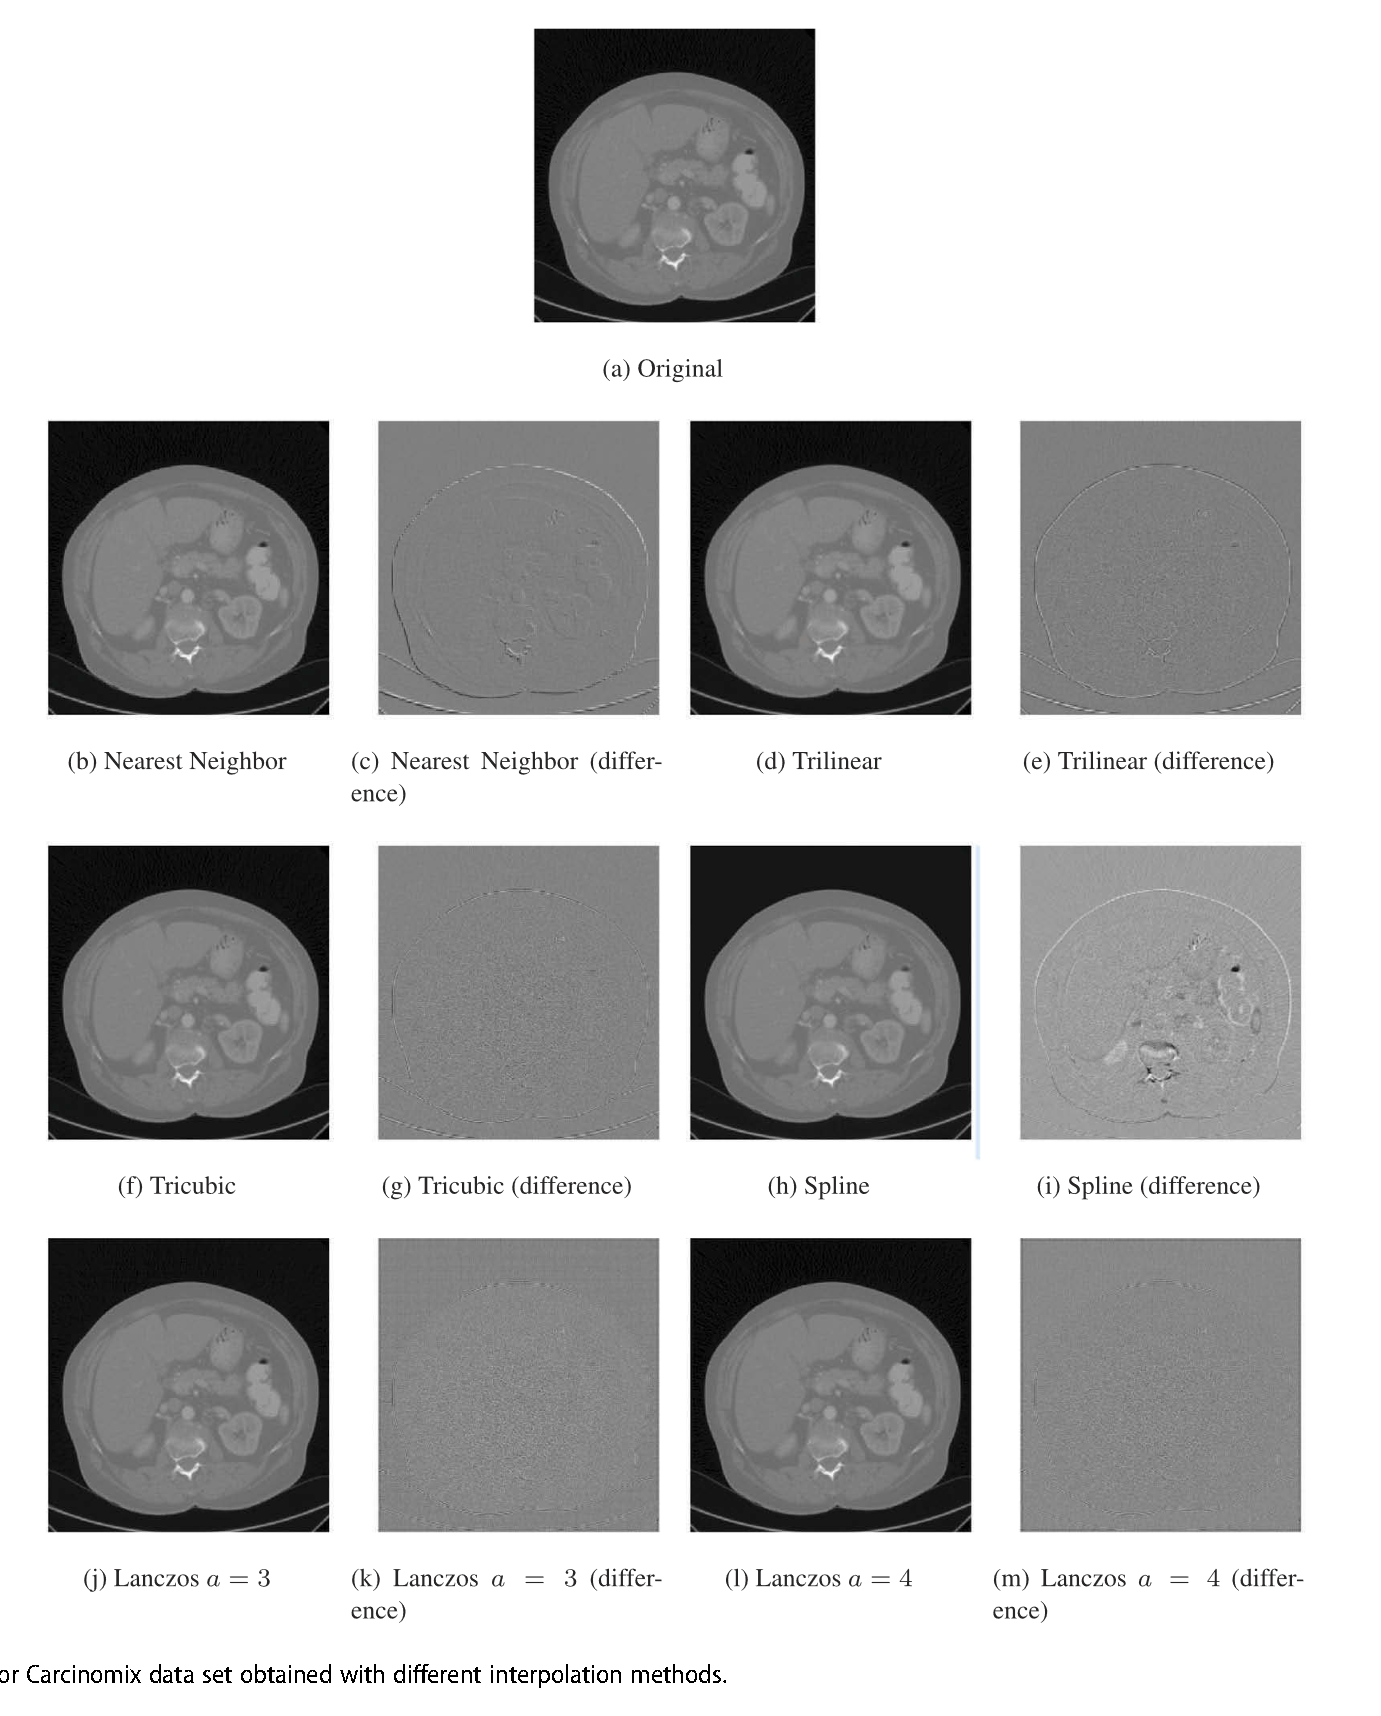 (a) Original
(b) Nearest Neighbor
(c) Nearest Neighbor (differ-
ence)
(d) Trilinear
(e) Trilinear (difference)
(f) Tricubic
(g) Tricubic (difference)
(h) Spline
(i) Spline (difference)
(j) Lanczos a = 3
(k) Lanczos a = 3 (differ-
ence)
(l) Lanczos a = 4
(m) Lanczos a = 4 (differ-
ence)
or Carcinomix data set obtained with different interpolation methods.